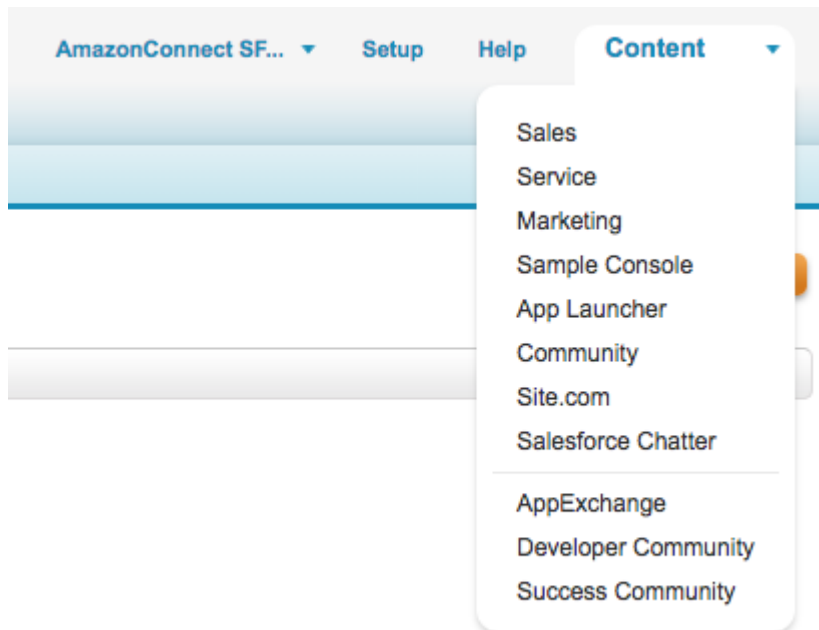 AmazonConnect SF... Setup Help Content
Sales
Service
Marketing
Sample Console
App Launcher
Community
Site.com
Salesforce Chatter
AppExchange
Developer Community
Success Community